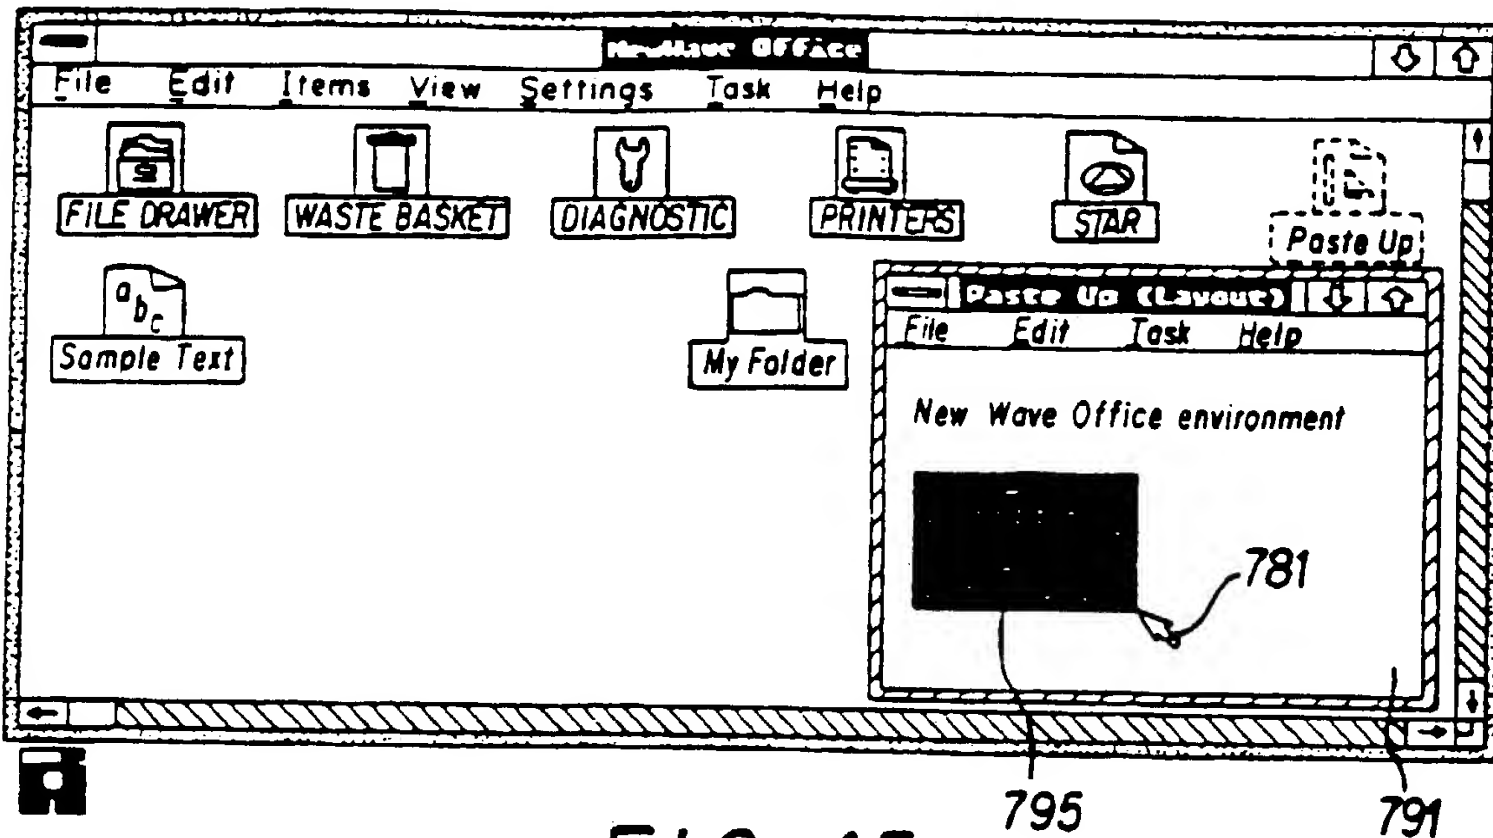 NewWave Office
File Edit Items View Settings Task Help
FILE DRAWER WASTE BASKET DIAGNOSTIC PRINTERS STAR Paste Up
Sample Text My Folder
Paste Up (Layout)
File Edit Task Help
New Wave Office environment
781
795 791